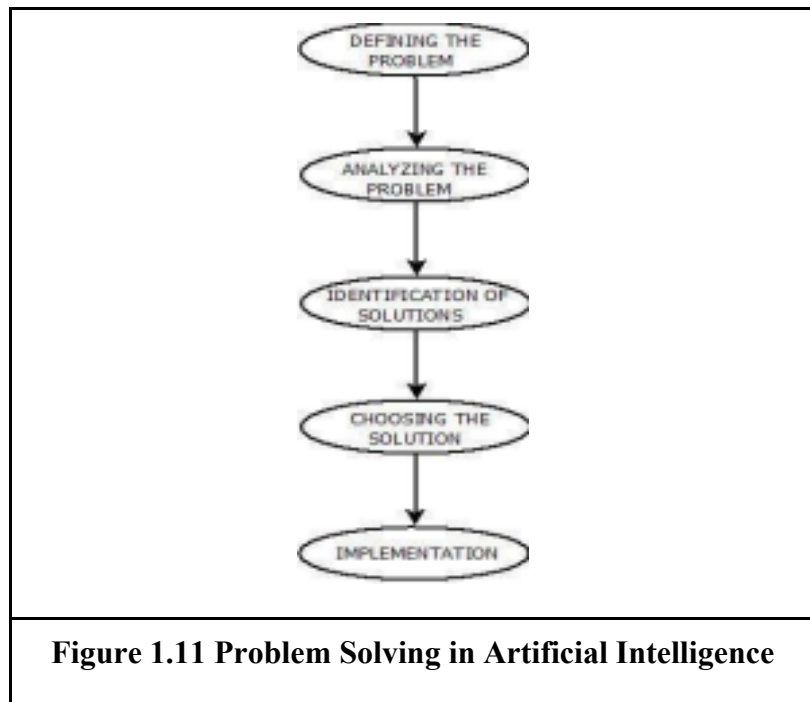 DEFINING THE
PROBLEM
ANALYZING THE
PROBLEM
IDENTIFICATION OF
SOLUTIONS
CHOOSING THE
SOLUTION
IMPLEMENTATION
Figure 1.11 Problem Solving in Artificial Intelligence